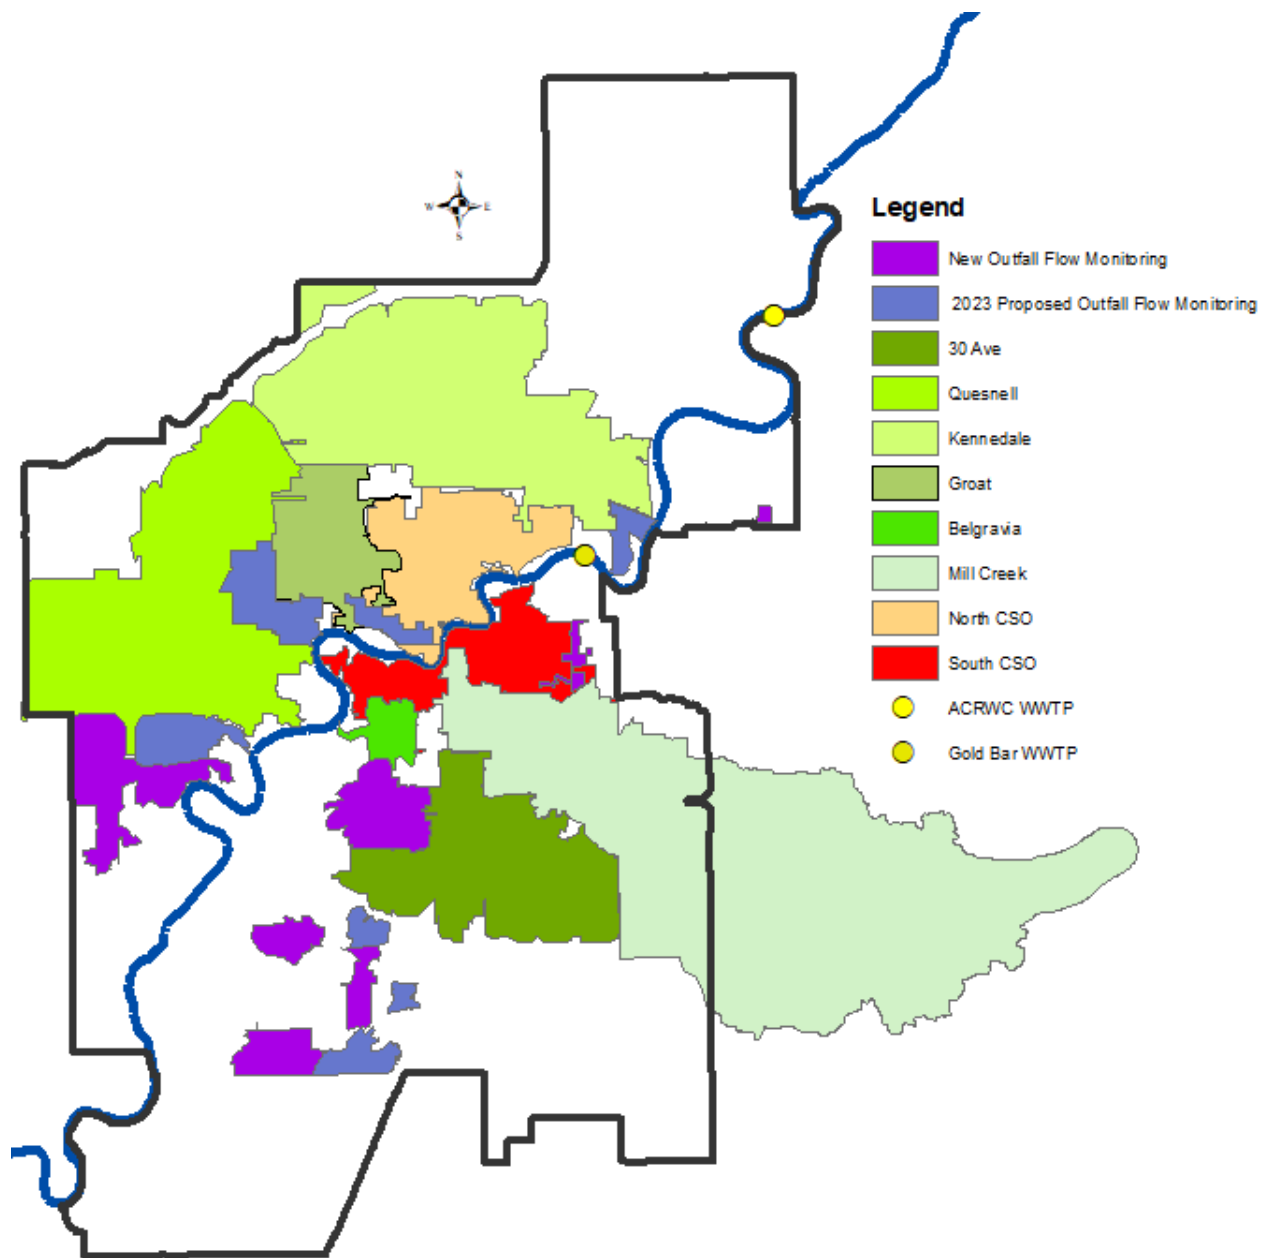 N
W E
S
Legend
New Outfall Flow Monitoring
2023 Proposed Outfall Flow Monitoring
30 Ave
Quesnell
Kennedale
Groat
Belgravia
Mill Creek
North CSO
South CSO
ACRWC WWTP
Gold Bar WWTP